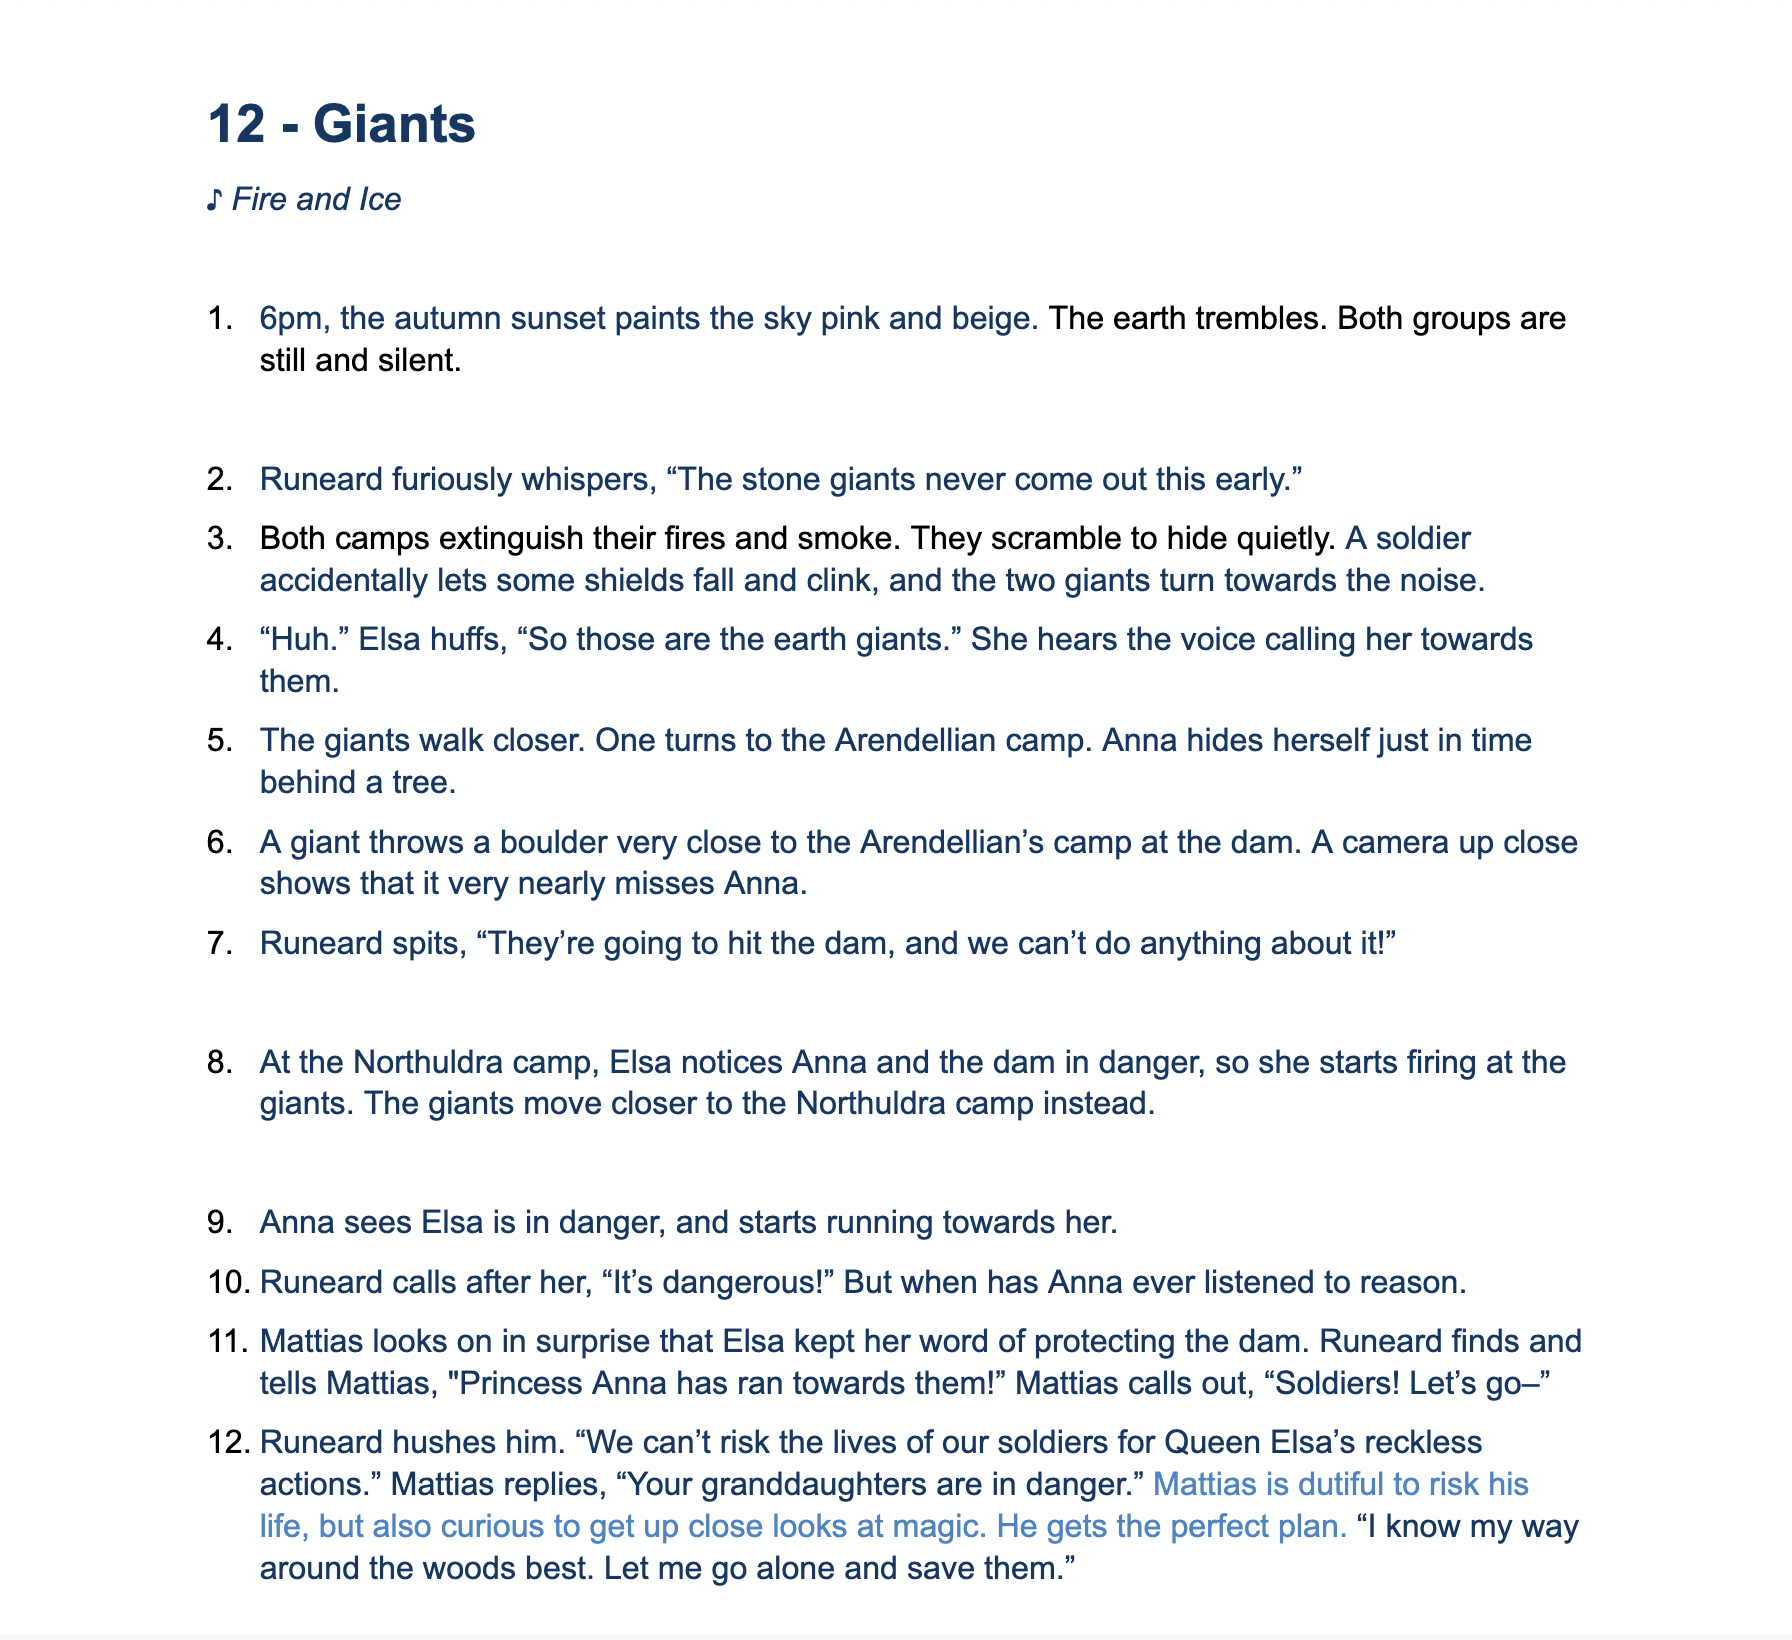 12 - Giants
♪ Fire and Ice
1. 6pm, the autumn sunset paints the sky pink and beige. The earth trembles. Both groups are
still and silent.
2. Runeard furiously whispers, “The stone giants never come out this early.”
3. Both camps extinguish their fires and smoke. They scramble to hide quietly. A soldier
accidentally lets some shields fall and clink, and the two giants turn towards the noise.
4. “Huh.” Elsa huffs, “So those are the earth giants.” She hears the voice calling her towards
them.
5. The giants walk closer. One turns to the Arendellian camp. Anna hides herself just in time
behind a tree.
6. A giant throws a boulder very close to the Arendellian’s camp at the dam. A camera up close
shows that it very nearly misses Anna.
7. Runeard spits, “They’re going to hit the dam, and we can’t do anything about it!”
8. At the Northuldra camp, Elsa notices Anna and the dam in danger, so she starts firing at the
giants. The giants move closer to the Northuldra camp instead.
9. Anna sees Elsa is in danger, and starts running towards her.
10. Runeard calls after her, “It’s dangerous!” But when has Anna ever listened to reason.
11. Mattias looks on in surprise that Elsa kept her word of protecting the dam. Runeard finds and
tells Mattias, "Princess Anna has ran towards them!” Mattias calls out, “Soldiers! Let’s go–”
12. Runeard hushes him. “We can’t risk the lives of our soldiers for Queen Elsa’s reckless
actions.” Mattias replies, “Your granddaughters are in danger.” Mattias is dutiful to risk his
life, but also curious to get up close looks at magic. He gets the perfect plan. “I know my way
around the woods best. Let me go alone and save them.”